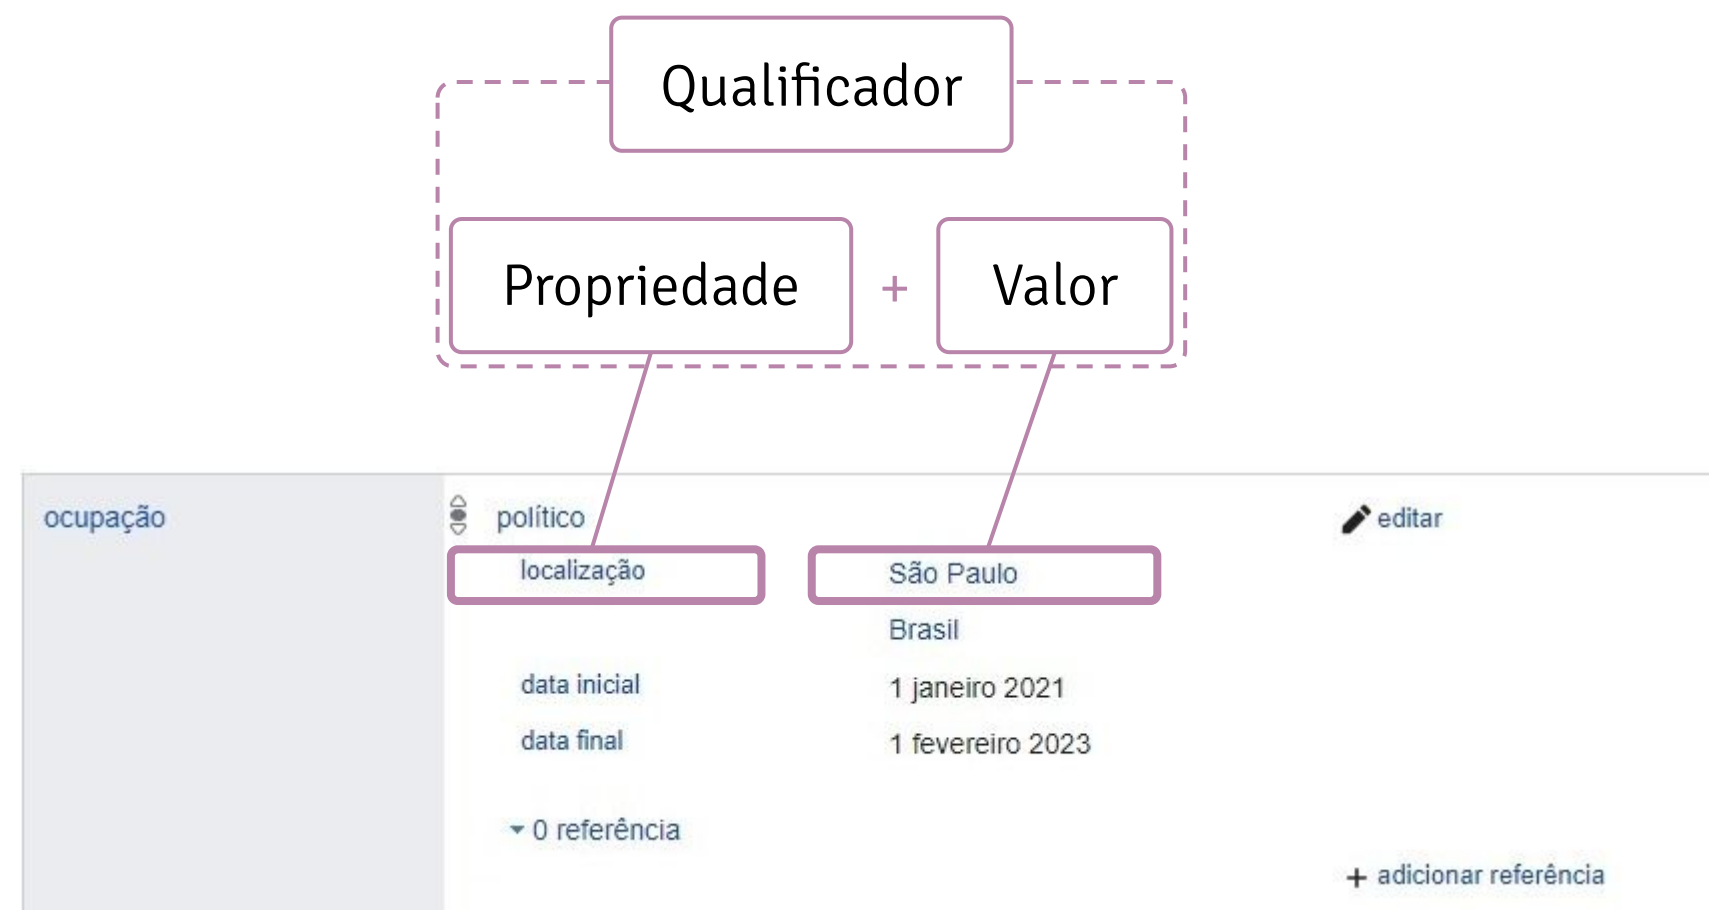 Qualificador
Propriedade + Valor
ocupação político editar
localização São Paulo
Brasil
data inicial 1 janeiro 2021
data final 1 fevereiro 2023
0 referência
+ adicionar referência